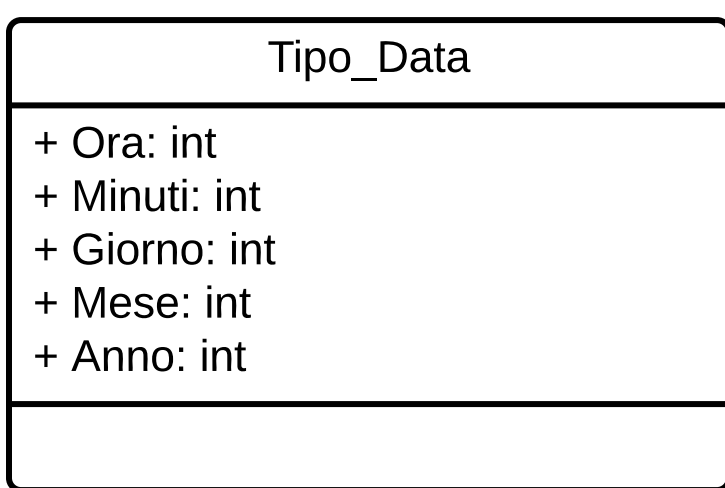 Tipo_Data
+ Ora: int
+ Minuti: int
+ Giorno: int
+ Mese: int
+ Anno: int